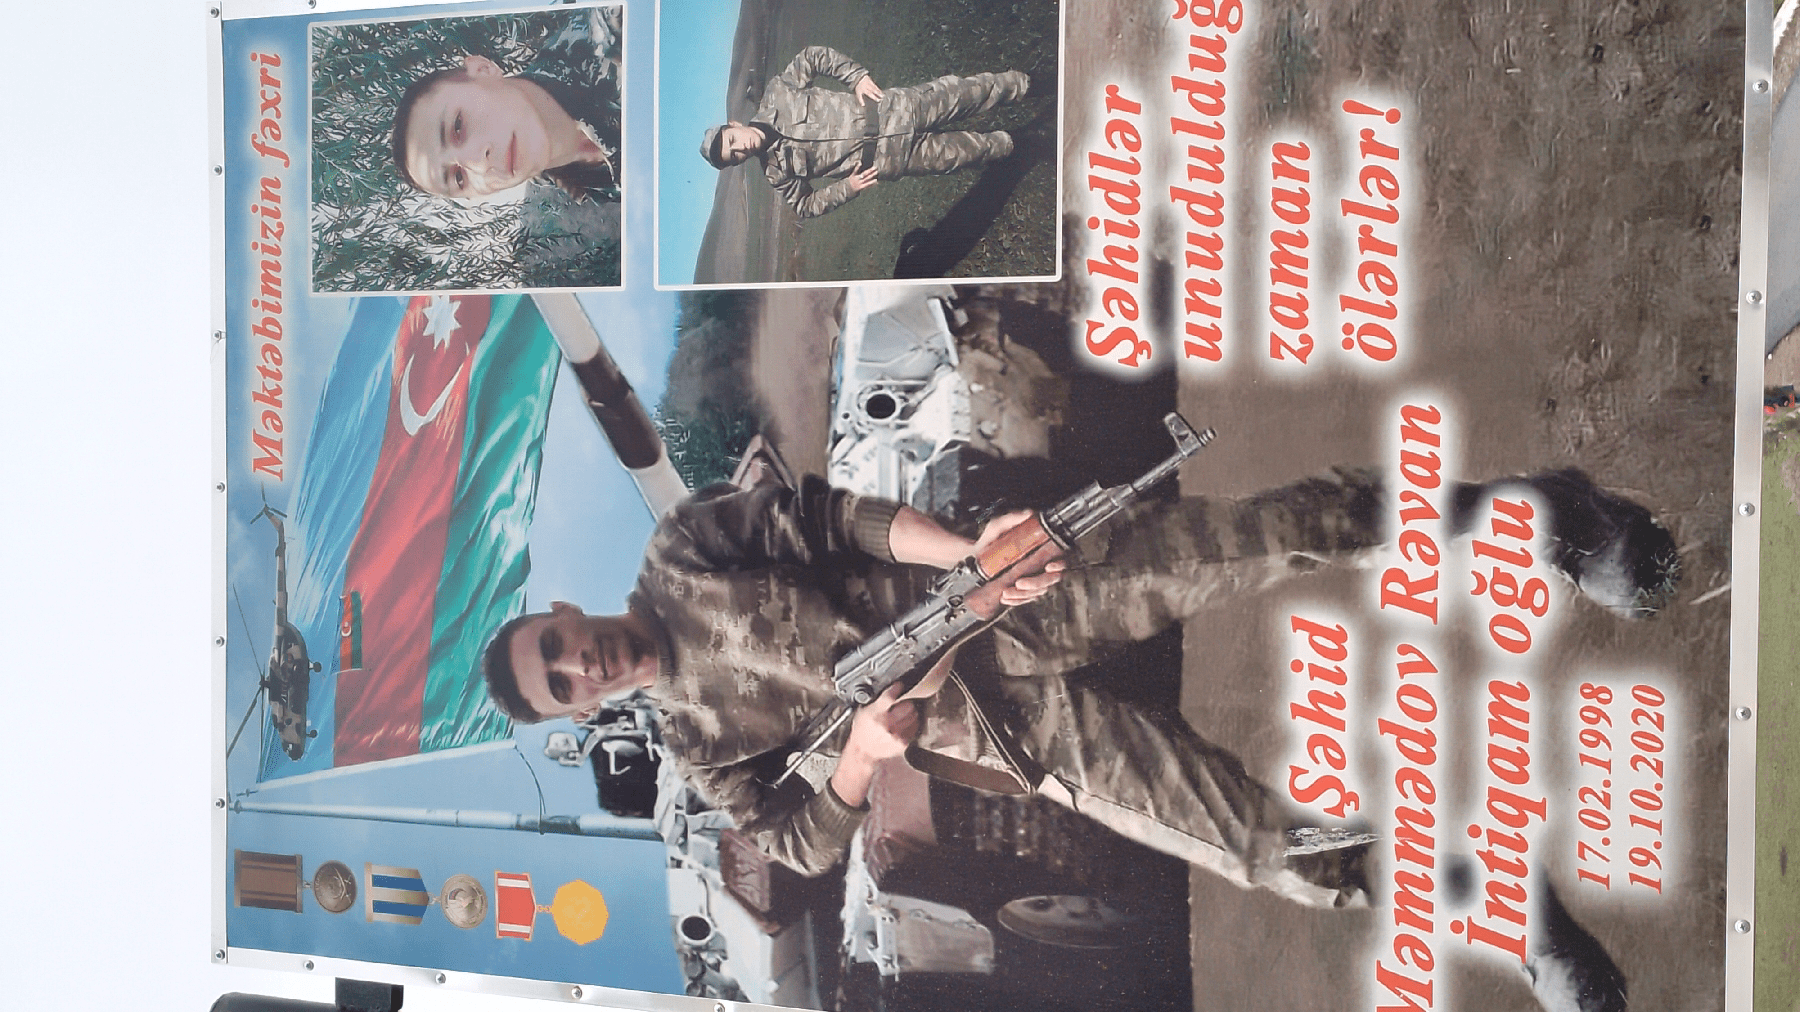 Məktəbimizin fəxri
Şəhidlər
unudulduğ
zaman
ölərlər!
Şəhid
Məmmədov Rəvan
İntiqam oğlu
17.02.1998
19.10.2020